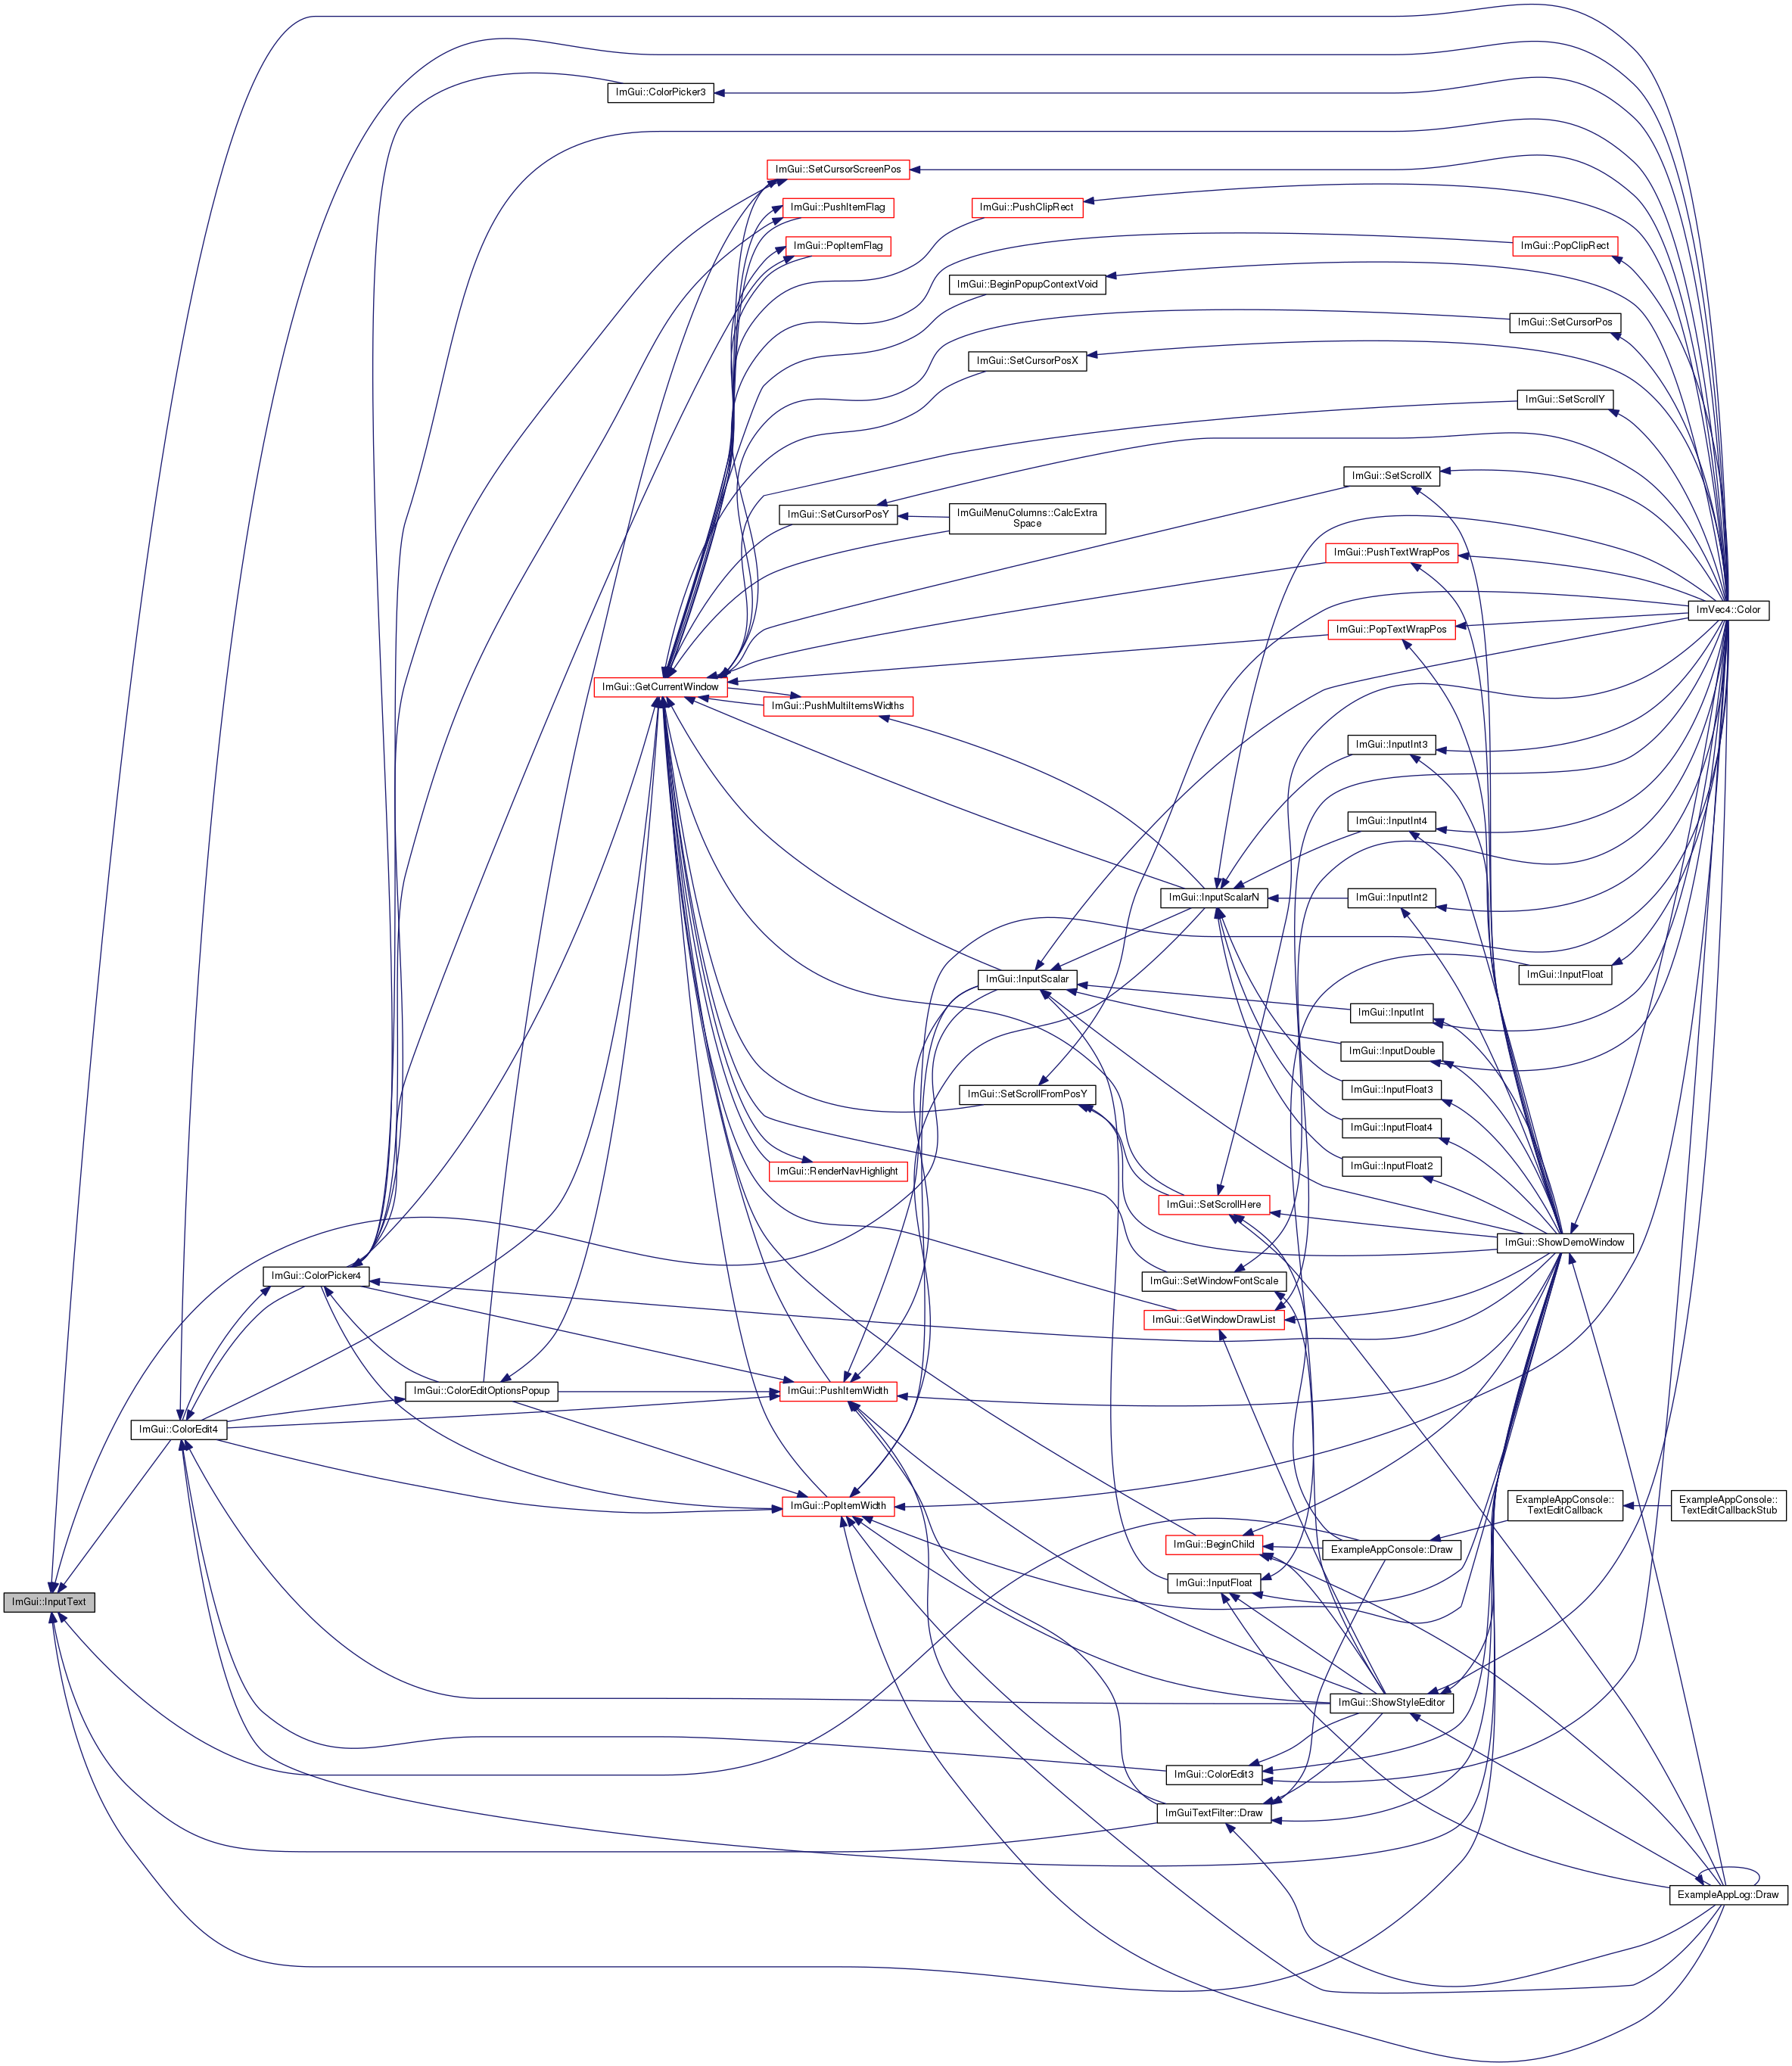 ImGui::ColorPicker3
ImGui::SetCursorScreenPos
ImGui::PushItemFlag
ImGui::PushClipRect
ImGui::PopItemFlag
ImGui::PopClipRect
ImGui::BeginPopupContextVoid
ImGui::SetCursorPos
ImGui::SetCursorPosX
ImGui::SetScrollY
ImGui::SetScrollX
ImGui::SetCursorPosY
ImGuiMenuColumns::CalcExtra
Space
ImGui::PushTextWrapPos
ImVec4::Color
ImGui::PopTextWrapPos
ImGui::GetCurrentWindow
ImGui::PushMultiItemsWidths
ImGui::InputInt3
ImGui::InputInt4
ImGui::InputScalarN
ImGui::InputInt2
ImGui::InputFloat
ImGui::InputScalar
ImGui::InputInt
ImGui::InputDouble
ImGui::InputFloat3
ImGui::SetScrollFromPosY
ImGui::InputFloat4
ImGui::InputFloat2
ImGui::RenderNavHighlight
ImGui::SetScrollHere
ImGui::ShowDemoWindow
ImGui::ColorPicker4
ImGui::SetWindowFontScale
ImGui::GetWindowDrawList
ImGui::ColorEditOptionsPopup
ImGui::PushItemWidth
ImGui::ColorEdit4
ImGui::PopItemWidth
ExampleAppConsole::
TextEditCallback
ExampleAppConsole::
TextEditCallbackStub
ImGui::BeginChild
ExampleAppConsole::Draw
ImGui::InputFloat
ImGui::InputText
ImGui::ShowStyleEditor
ImGui::ColorEdit3
ImGuiTextFilter::Draw
ExampleAppLog::Draw